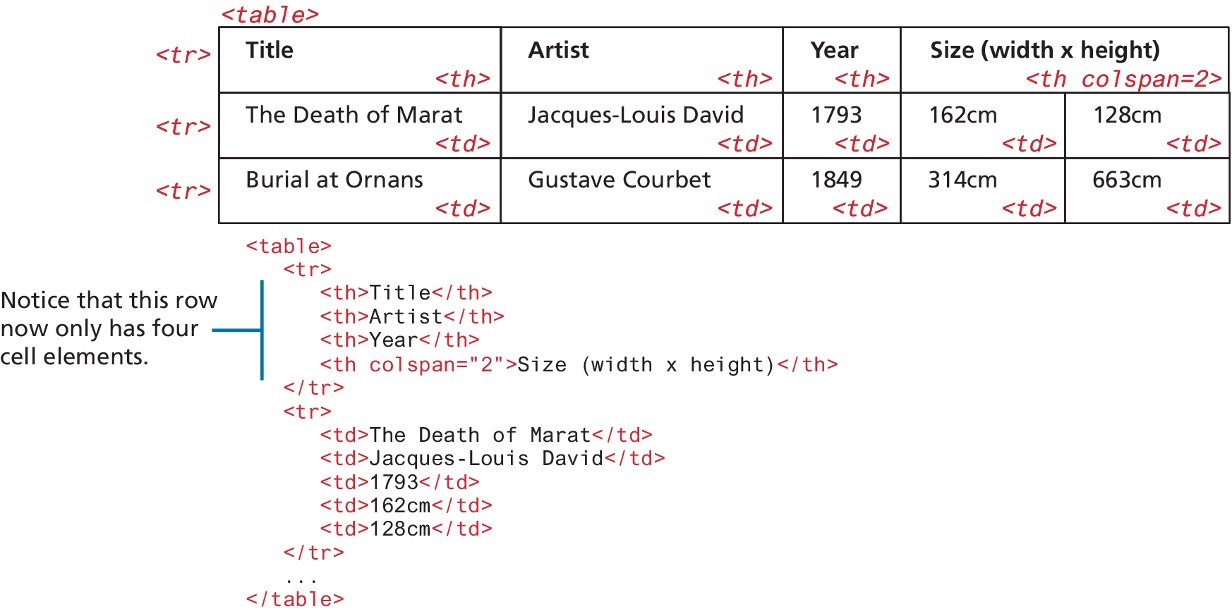 <table>
<tr> Title Artist Year Size (width x height)
<th> <th> <th> <th colspan=2>
<tr> The Death of Marat Jacques-Louis David 1793 162cm 128cm
<td> <td> <td> <td> <td>
<tr> Burial at Ornans Gustave Courbet 1849 314cm 663cm
<td> <td> <td> <td> <td>
<table>
<tr>
<th>Title</th>
<th>Artist</th>
<th>Year</th>
<th colspan="2">Size (width x height)</th>
</tr>
<tr>
<td>The Death of Marat</td>
<td>Jacques-Louis David</td>
<td>1793</td>
<td>162cm</td>
<td>128cm</td>
</tr>
...
</table>
Notice that this row
now only has four
cell elements.